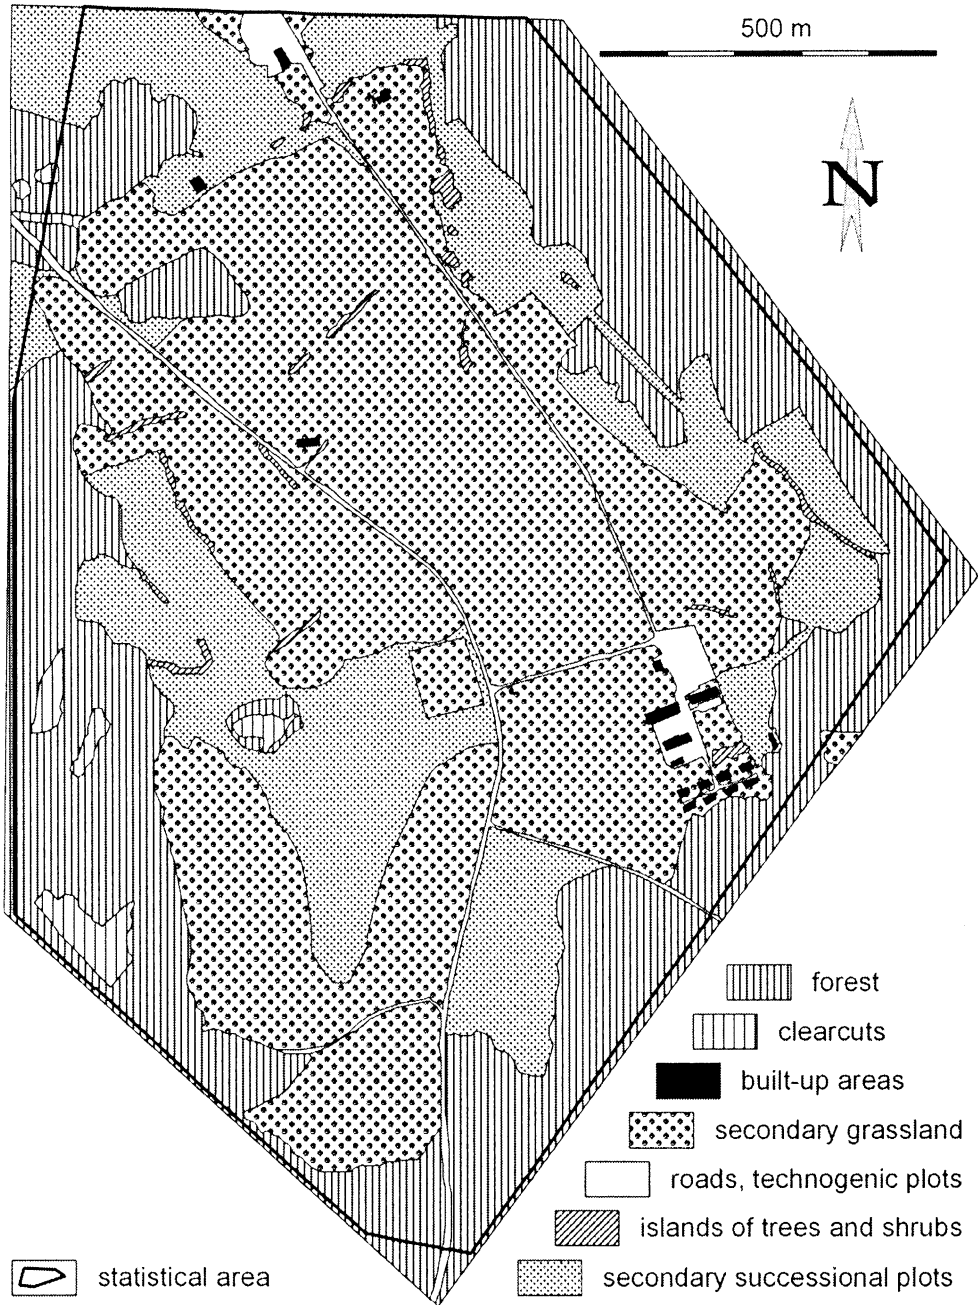 500 m
N
forest
clearcuts
built-up areas
secondary grassland
roads, technogenic plots
islands of trees and shrubs
statistical area
secondary successional plots